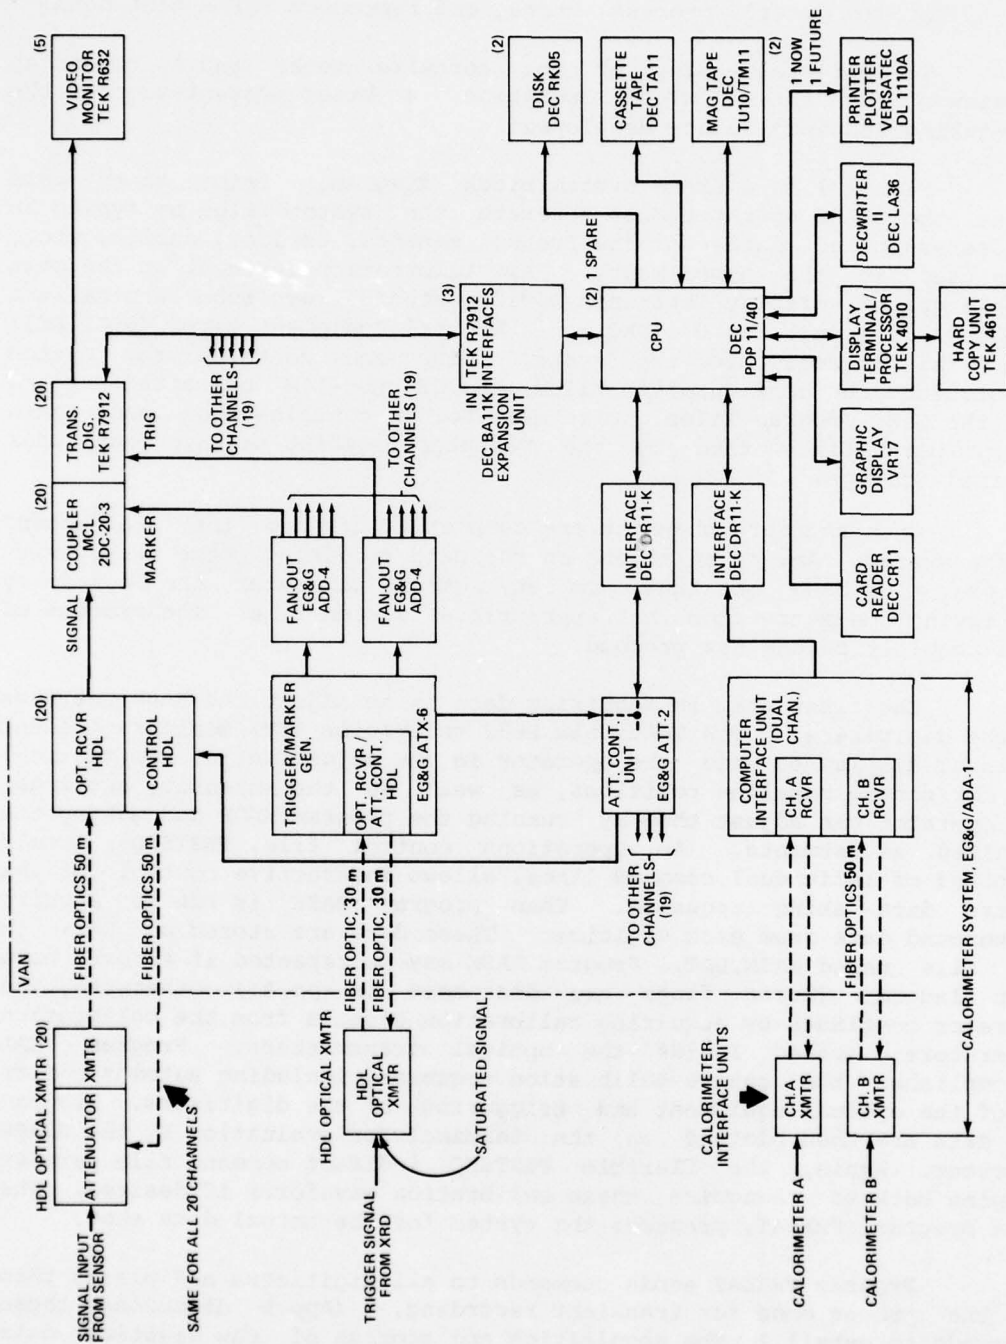 VAN
HDL OPTICAL XMITR (20)
SIGNAL INPUT
FROM SENSOR
ATTENUATOR
XMTR
SAME FOR ALL 20 CHANNELS
FIBER OPTICS 50 m
FIBER OPTICS 50 m
(20)
OPT. RCVR
HDL
CONTROL
HDL
SIGNAL
(20)
COUPLER
MCL
2DC-20-3
(20)
TRANS.
DIG.
TEK R7912
MARKER
TRIG
(5)
VIDEO
MONITOR
TEK R632
HDL OPTICAL XMTR
HDL
OPTICAL
XMTR
TRIGGER SIGNAL
FROM XRD
SATURATED SIGNAL
FIBER OPTIC, 30 m
FIBER OPTIC, 30 m
TRIGGER/MARKER
GEN.
OPT. RCVR
ATT. CONT.
HDL
EG&G ATX-6
FAN-OUT
EG&G
ADD-4
FAN-OUT
EG&G
ADD-4
TO OTHER
CHANNELS (19)
TO OTHER
CHANNELS
(19)
(3)
TEK R7912
INTERFACES
IN
DEC BA11K
EXPANSION
UNIT
(2) 1 SPARE
(2)
CPU
DEC
PDP 11/40
(2)
DISK
DEC RK05
CASSETTE
TAPE
DEC TA11
MAG TAPE
DEC
TU10/TM11
1 NOW
1 FUTURE
(2)
PRINTER
PLOTTER
VERSATEC
DL 1110A
DECWRITER
II
DEC LA36
DISPLAY/
TERMINAL/
PROCESSOR
TEK 4010
HARD
COPY UNIT
TEK 4610
GRAPHIC
DISPLAY
VR17
CARD
READER
DEC CR11
INTERFACE
DEC DR11-K
INTERFACE
DEC DR11-K
ATT. CONT.
UNIT
EG&G ATT-2
TO OTHER
CHANNELS
(19)
CALORIMETER
INTERFACE UNITS
CALORIMETER A
CALORIMETER B
CH. A
XMTR
CH. B
XMTR
FIBER OPTICS 50 m
COMPUTER
INTERFACE UNIT
(DUAL
CHAN.)
CH. A
RCVR
CH. B
RCVR
CALORIMETER SYSTEM, EG&G/ADA-1